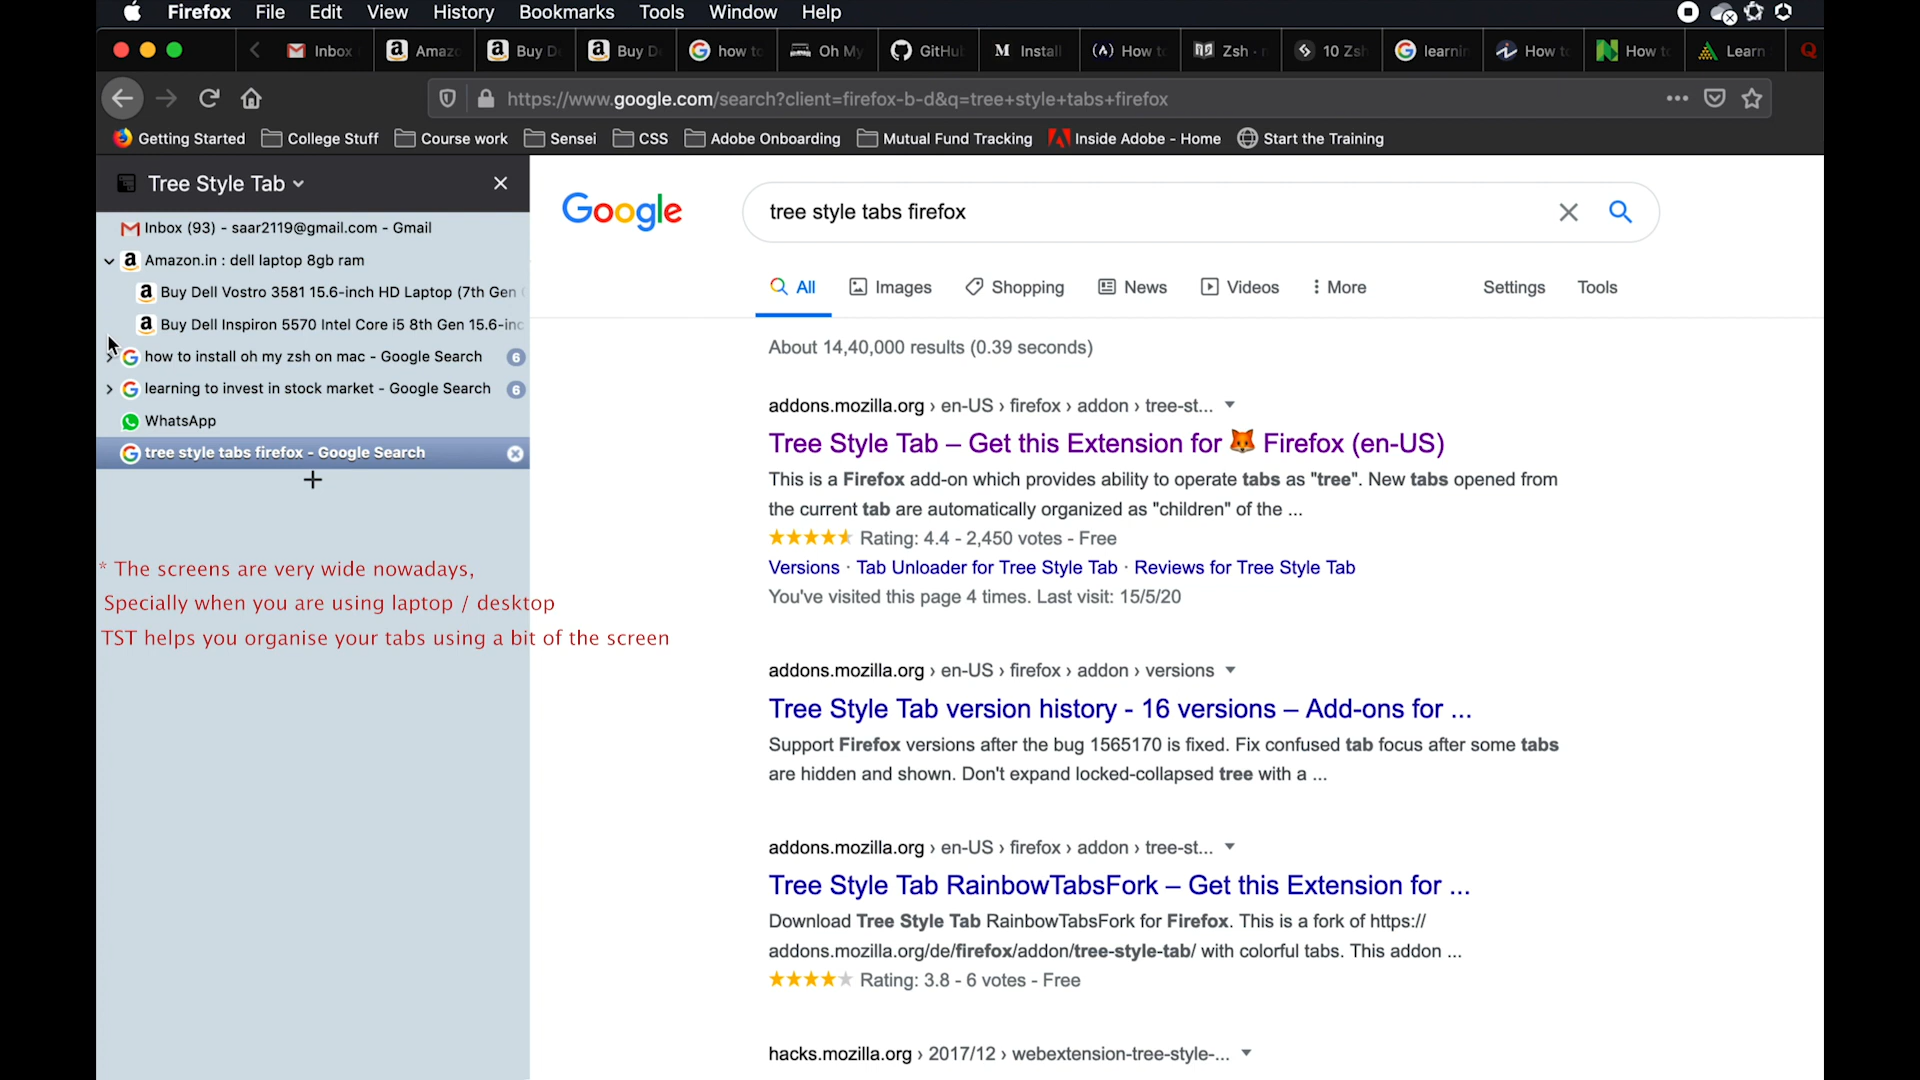 Firefox File Edit View History Bookmarks Tools Window Help
Inbox Amazo Buy De Buy De how to Oh My GitHub Install How to Zsh 10 Zsh learnin How to How to Learn
https://www.google.com/search?client=firefox-b-d&q=tree+style+tabs+firefox
Getting Started College Stuff Course work Sensei CSS Adobe Onboarding Mutual Fund Tracking Inside Adobe - Home Start the Training
Tree Style Tab
Inbox (93) - saar2119@gmail.com - Gmail
Amazon.in : dell laptop 8gb ram
Buy Dell Vostro 3581 15.6-inch HD Laptop (7th Gen
Buy Dell Inspiron 5570 Intel Core i5 8th Gen 15.6-inc
how to install oh my zsh on mac - Google Search 6
learning to invest in stock market - Google Search 6
WhatsApp
tree style tabs firefox - Google Search
* The screens are very wide nowadays,
Specially when you are using laptop / desktop
TST helps you organise your tabs using a bit of the screen
Google
tree style tabs firefox
All Images Shopping News Videos More Settings Tools
About 14,40,000 results (0.39 seconds)
addons.mozilla.org › en-US › firefox › addon › tree-st...
Tree Style Tab – Get this Extension for 🦊 Firefox (en-US)
This is a Firefox add-on which provides ability to operate tabs as "tree". New tabs opened from
the current tab are automatically organized as "children" of the ...
Rating: 4.4 - 2,450 votes - Free
Versions · Tab Unloader for Tree Style Tab · Reviews for Tree Style Tab
You've visited this page 4 times. Last visit: 15/5/20
addons.mozilla.org › en-US › firefox › addon › versions
Tree Style Tab version history - 16 versions – Add-ons for ...
Support Firefox versions after the bug 1565170 is fixed. Fix confused tab focus after some tabs
are hidden and shown. Don't expand locked-collapsed tree with a ...
addons.mozilla.org › en-US › firefox › addon › tree-st...
Tree Style Tab RainbowTabsFork – Get this Extension for ...
Download Tree Style Tab RainbowTabsFork for Firefox. This is a fork of https://
addons.mozilla.org/de/firefox/addon/tree-style-tab/ with colorful tabs. This addon ...
Rating: 3.8 - 6 votes - Free
hacks.mozilla.org › 2017/12 › webextension-tree-style-...